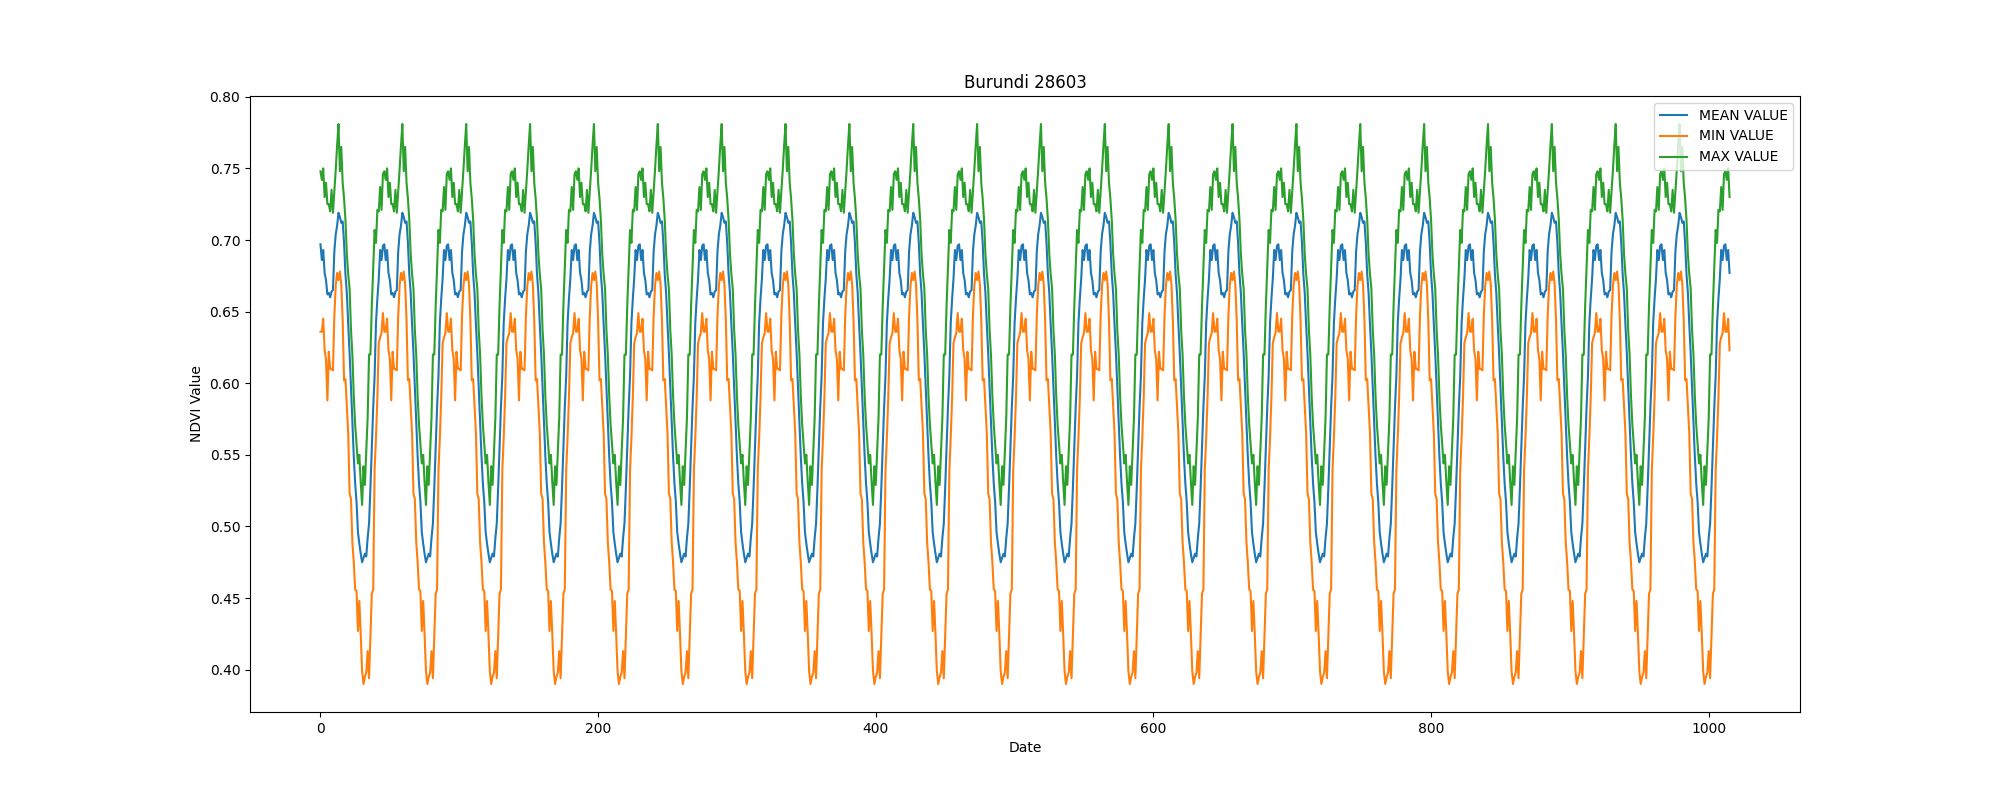 Burundi 28603
0.80
0.75
0.70
0.65
0.60
0.55
0.50
0.45
0.40
NDVI Value
MEAN VALUE
MIN VALUE
MAX VALUE
0 200 400 600 800 1000
Date